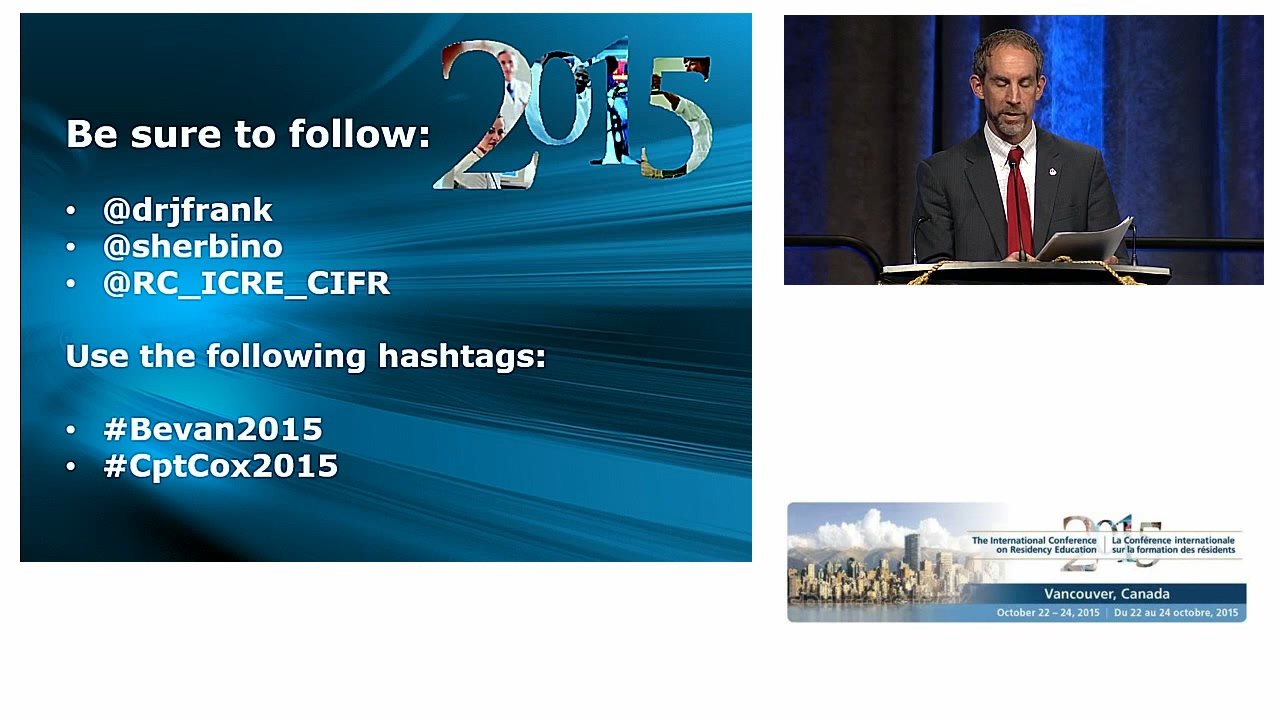 2015
Be sure to follow:
• @drjfrank
• @sherbino
• @RC_ICRE_CIFR
Use the following hashtags:
• #Bevan2015
• #CptCox2015
2015
The International Conference on Residency Education
La Conférence internationale sur la formation des résidents
Vancouver, Canada
October 22 – 24, 2015 | Du 22 au 24 octobre, 2015